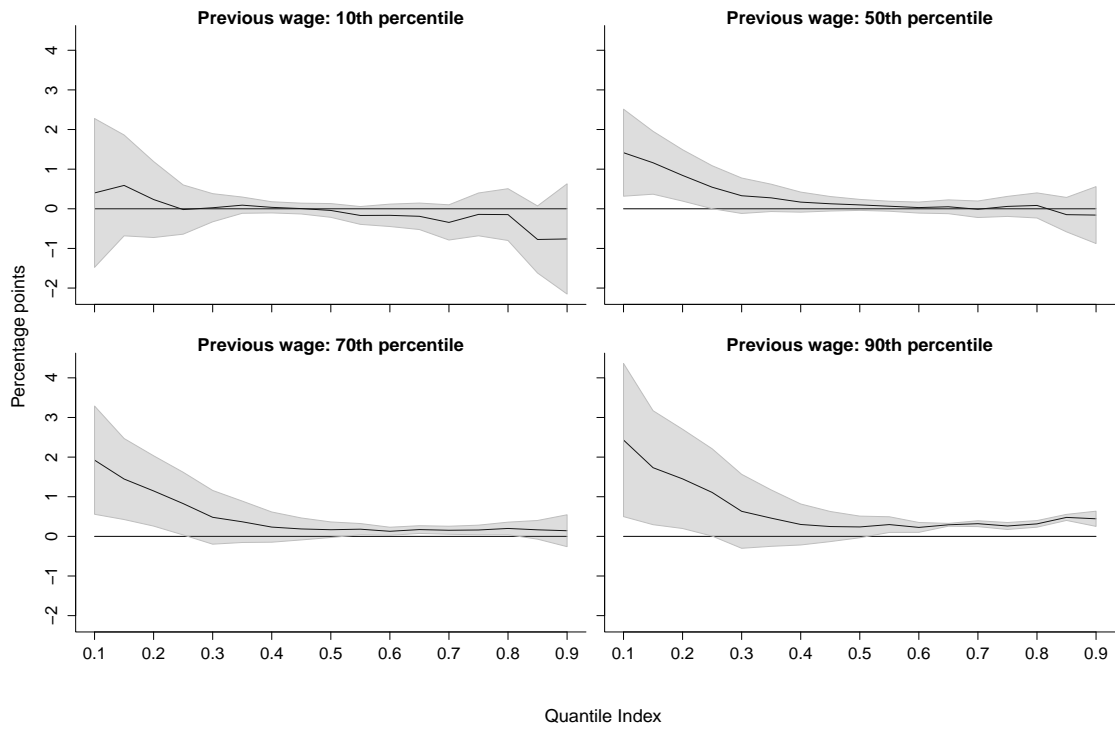 Previous wage: 10th percentile
Previous wage: 50th percentile
4
3
2
1
0
−1
−2
Previous wage: 70th percentile
Previous wage: 90th percentile
4
3
2
1
0
−1
−2
Percentage points
0.1 0.2 0.3 0.4 0.5 0.6 0.7 0.8 0.9
0.1 0.2 0.3 0.4 0.5 0.6 0.7 0.8 0.9
Quantile Index